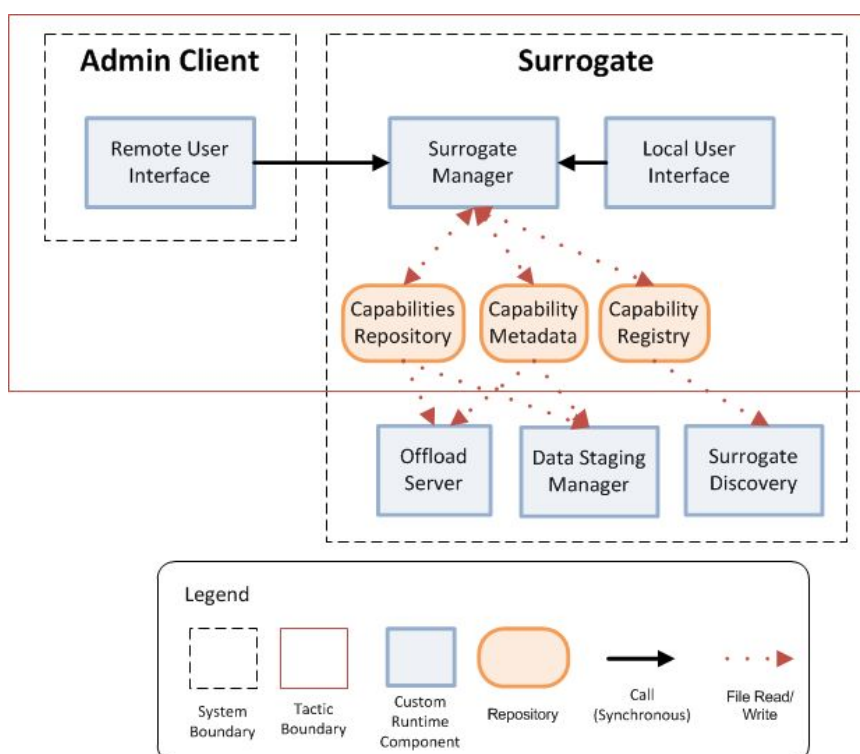 Admin Client
Surrogate
Remote User
Interface
Surrogate
Manager
Local User
Interface
Capabilities
Repository
Capability
Metadata
Capability
Registry
Offload
Server
Data Staging
Manager
Surrogate
Discovery
Legend
System
Boundary
Tactic
Boundary
Custom
Runtime
Component
Repository
Call
(Synchronous)
File Read/
Write